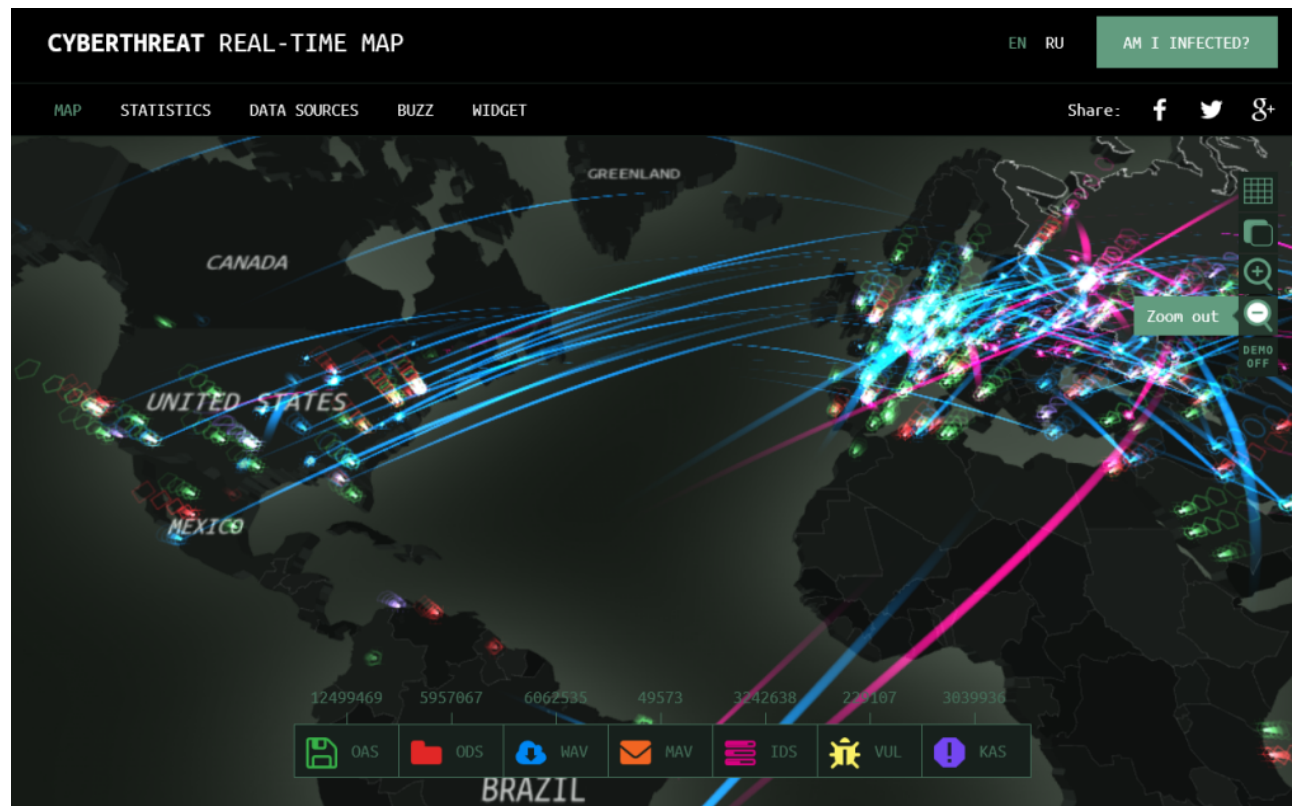 CYBERTHREAT REAL-TIME MAP
EN RU
AM I INFECTED?
MAP STATISTICS DATA SOURCES BUZZ WIDGET
Share: f g+
GREENLAND
CANADA
Zoom out
DEMO
OFF
UNITED STATES
MEXICO
12499469 5957067 6062535 49573 3242638 3039936
OAS ODS WAV MAV IDS VUL KAS
BRAZIL